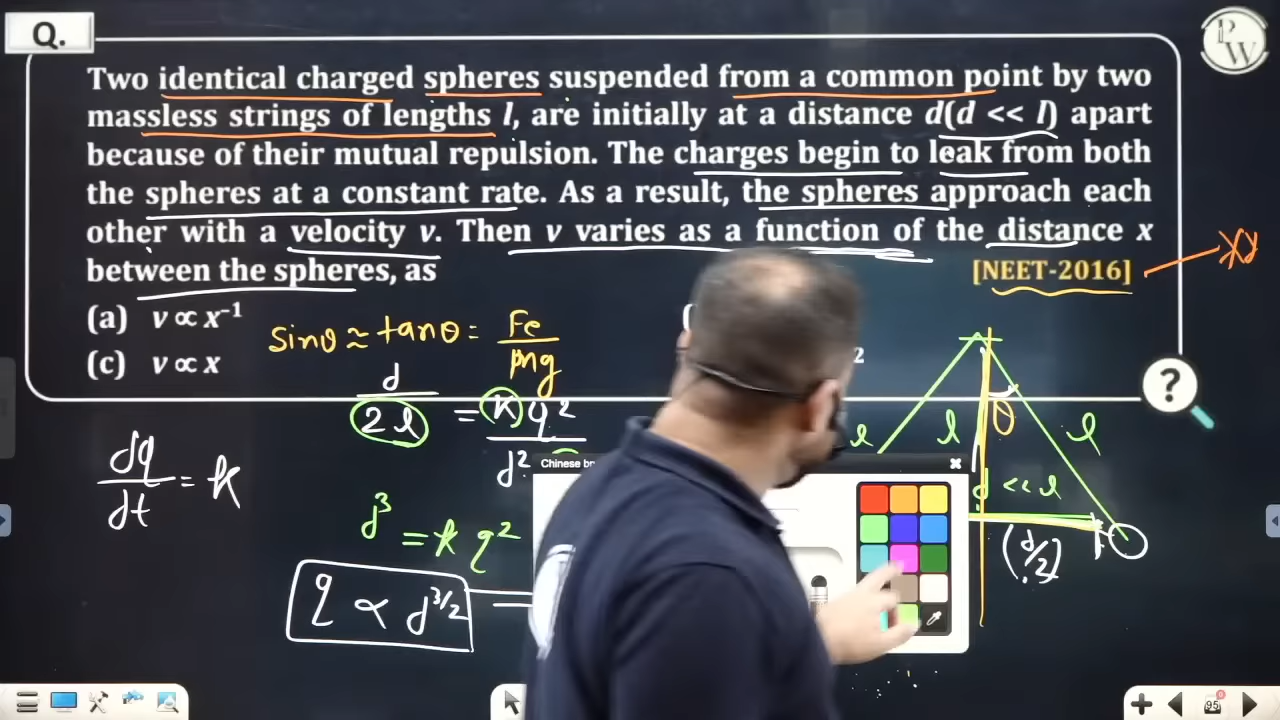 Q.
P
W
Two identical charged spheres suspended from a common point by two
massless strings of lengths l, are initially at a distance d(d << l) apart
because of their mutual repulsion. The charges begin to leak from both
the spheres at a constant rate. As a result, the spheres approach each
other with a velocity v. Then v varies as a function of the distance x
between the spheres, as
[NEET-2016]
(a) v ∝ x⁻¹
(c) v ∝ x
2
sinθ ≈ tanθ = Fe/mg
d/2l = kq²/d²
dq/dt = k
d³ = k q²
q ∝ d^3/2
θ
l l l
d << l
(d/2)
Chinese br
?
95